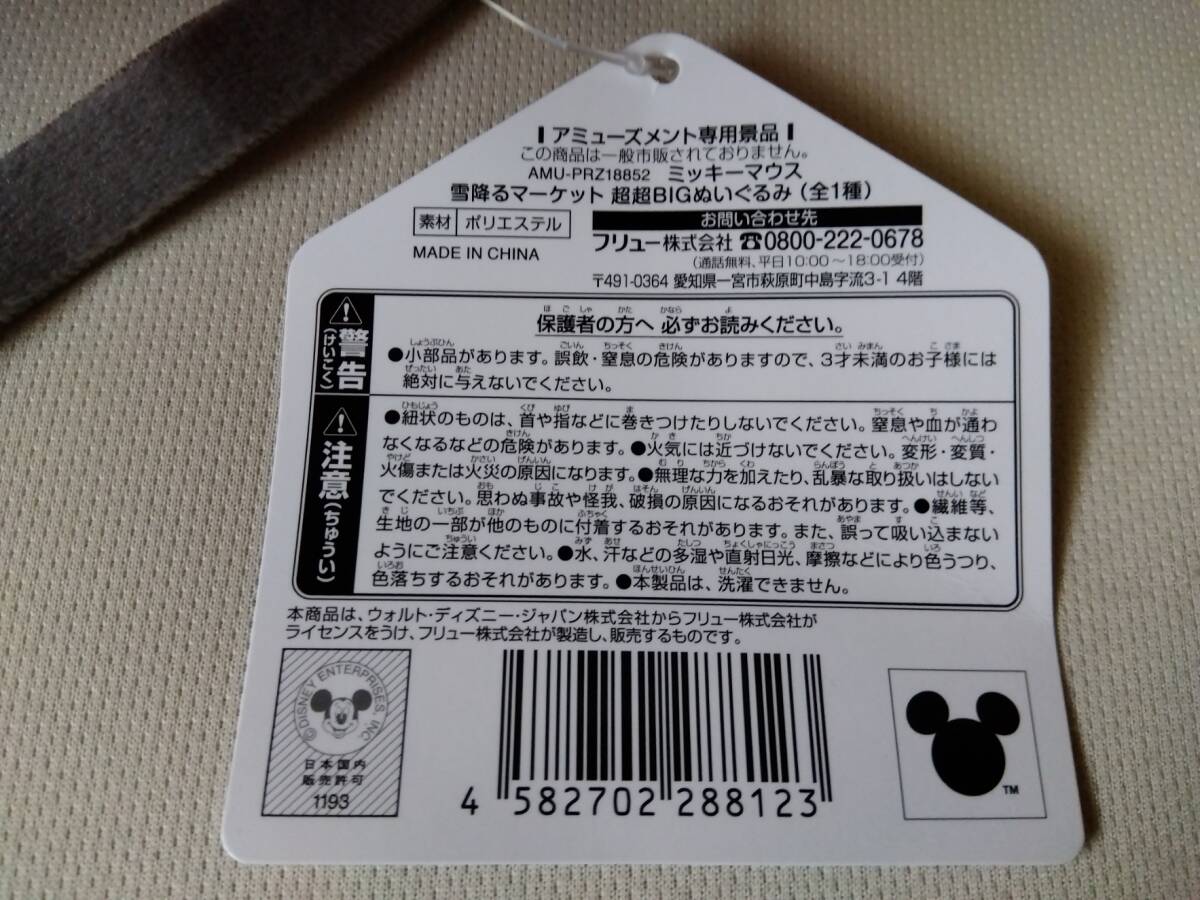 アミューズメント専用景品
この商品は一般市販されておりません。
AMU-PRZ18852 ミッキーマウス
雪降るマーケット 超超BIGぬいぐるみ(全1種)
素材 ポリエステル
MADE IN CHINA
お問い合わせ先
フリュー株式会社 ☎0800-222-0678
(通話無料、平日10:00〜18:00受付)
〒491-0364 愛知県一宮市萩原町中島字流3-1 4階
警告(けいこく)
保護者の方へ 必ずお読みください。
●小部品があります。誤飲・窒息の危険がありますので、3才未満のお子様には
絶対に与えないでください。
注意(ちゅうい)
●紐状のものは、首や指などに巻きつけたりしないでください。窒息や血が通わ
なくなるなどの危険があります。●火気には近づけないでください。変形・変質・
火傷または火災の原因になります。●無理な力を加えたり、乱暴な取り扱いはしない
でください。思わぬ事故や怪我、破損の原因になるおそれがあります。●繊維等、
生地の一部が他のものに付着するおそれがあります。また、誤って吸い込まない
ようにご注意ください。●水、汗などの多湿や直射日光、摩擦などにより色うつり、
色落ちするおそれがあります。●本製品は、洗濯できません。
本商品は、ウォルト・ディズニー・ジャパン株式会社からフリュー株式会社が
ライセンスをうけ、フリュー株式会社が製造し、販売するものです。
©DISNEY ENTERPRISES INC.
日本国内
販売許可
1193
4 582702 288123
TM